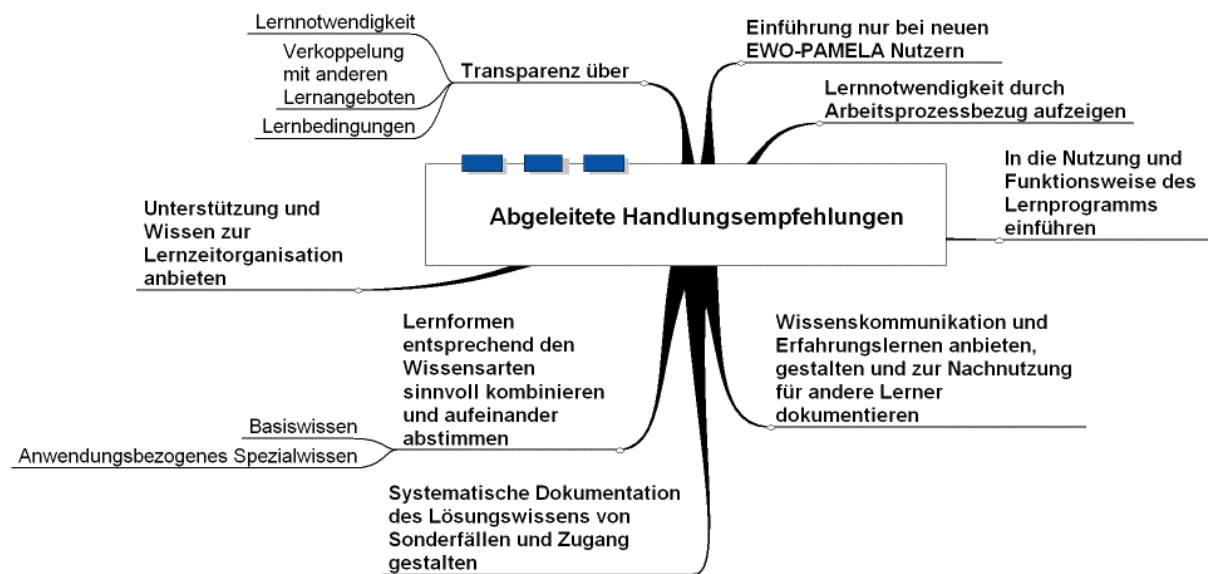 Abgeleitete Handlungsempfehlungen
Einführung nur bei neuen
EWO-PAMELA Nutzern
Lernnotwendigkeit durch
Arbeitsprozessbezug aufzeigen
In die Nutzung und
Funktionsweise des
Lernprogramms
einführen
Wissenskommunikation und
Erfahrungslernen anbieten,
gestalten und zur Nachnutzung
für andere Lerner
dokumentieren
Systematische Dokumentation
des Lösungswissens von
Sonderfällen und Zugang
gestalten
Lernformen
entsprechend den
Wissensarten
sinnvoll kombinieren
und aufeinander
abstimmen
Basiswissen
Anwendungsbezogenes Spezialwissen
Unterstützung und
Wissen zur
Lernzeitorganisation
anbieten
Transparenz über
Lernnotwendigkeit
Verkoppelung
mit anderen
Lernangeboten
Lernbedingungen